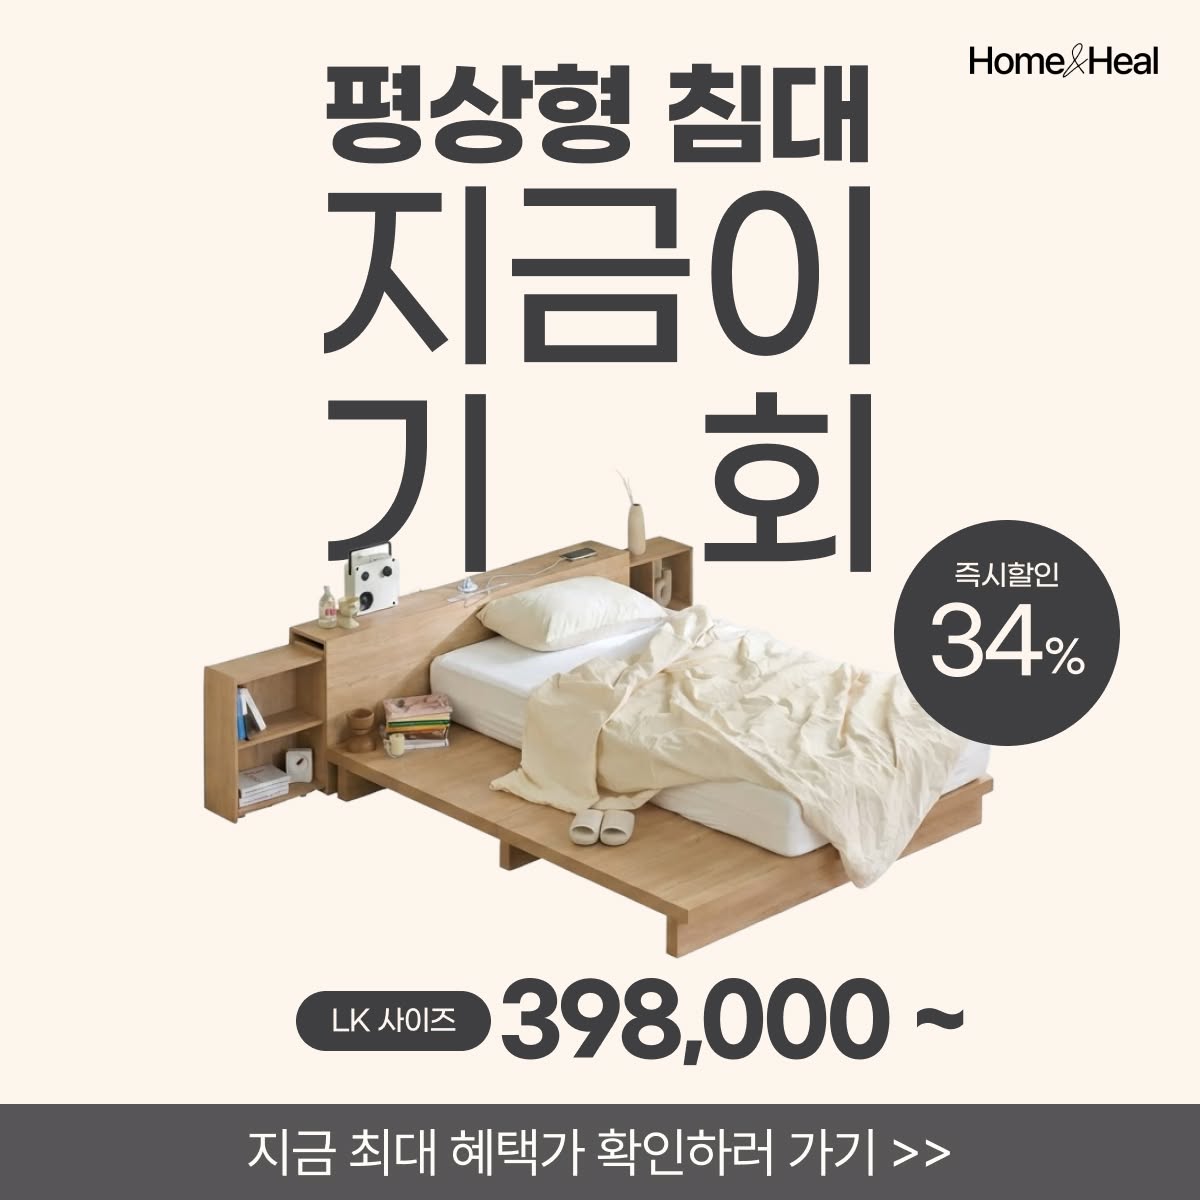 Home&Heal
평상형 침대
지금이
기 회
즉시할인
34%
LK 사이즈 398,000 ~
지금 최대 혜택가 확인하러 가기 >>